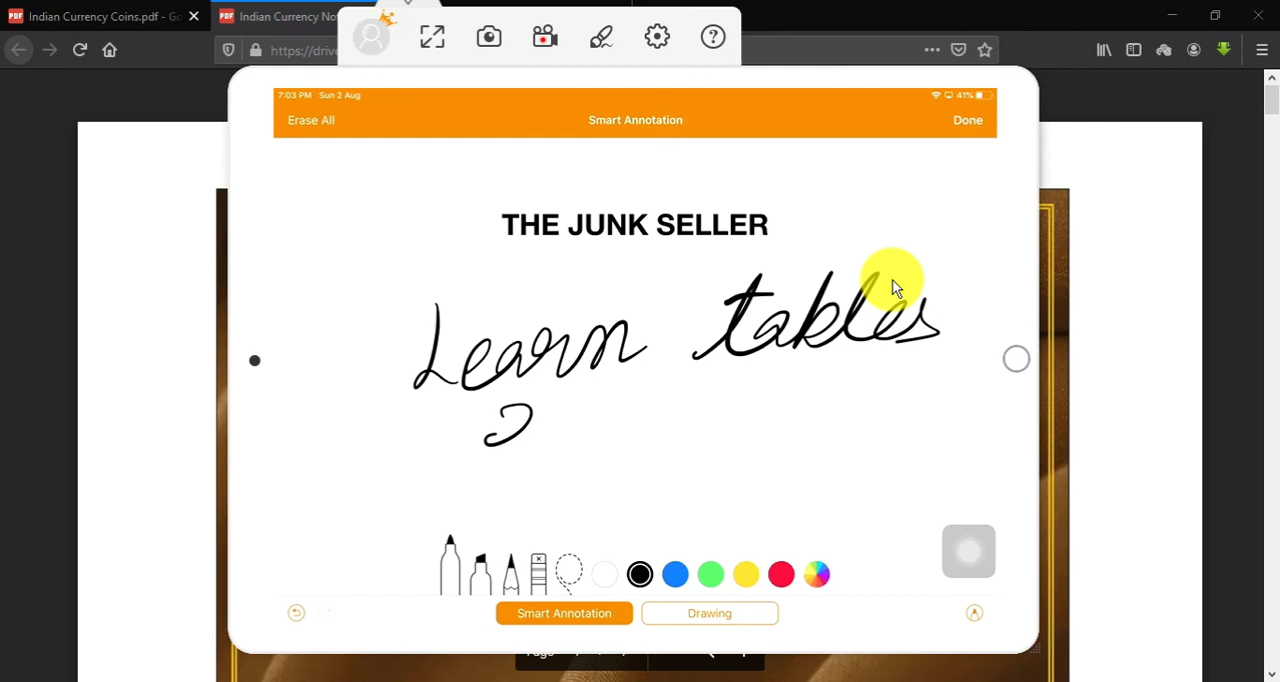 Indian Currency Coins.pdf - Go
Indian Currency No
https://drive
7:03 PM Sun 2 Aug
41%
Erase All
Smart Annotation
Done
THE JUNK SELLER
Learn tables
Smart Annotation
Drawing
Page